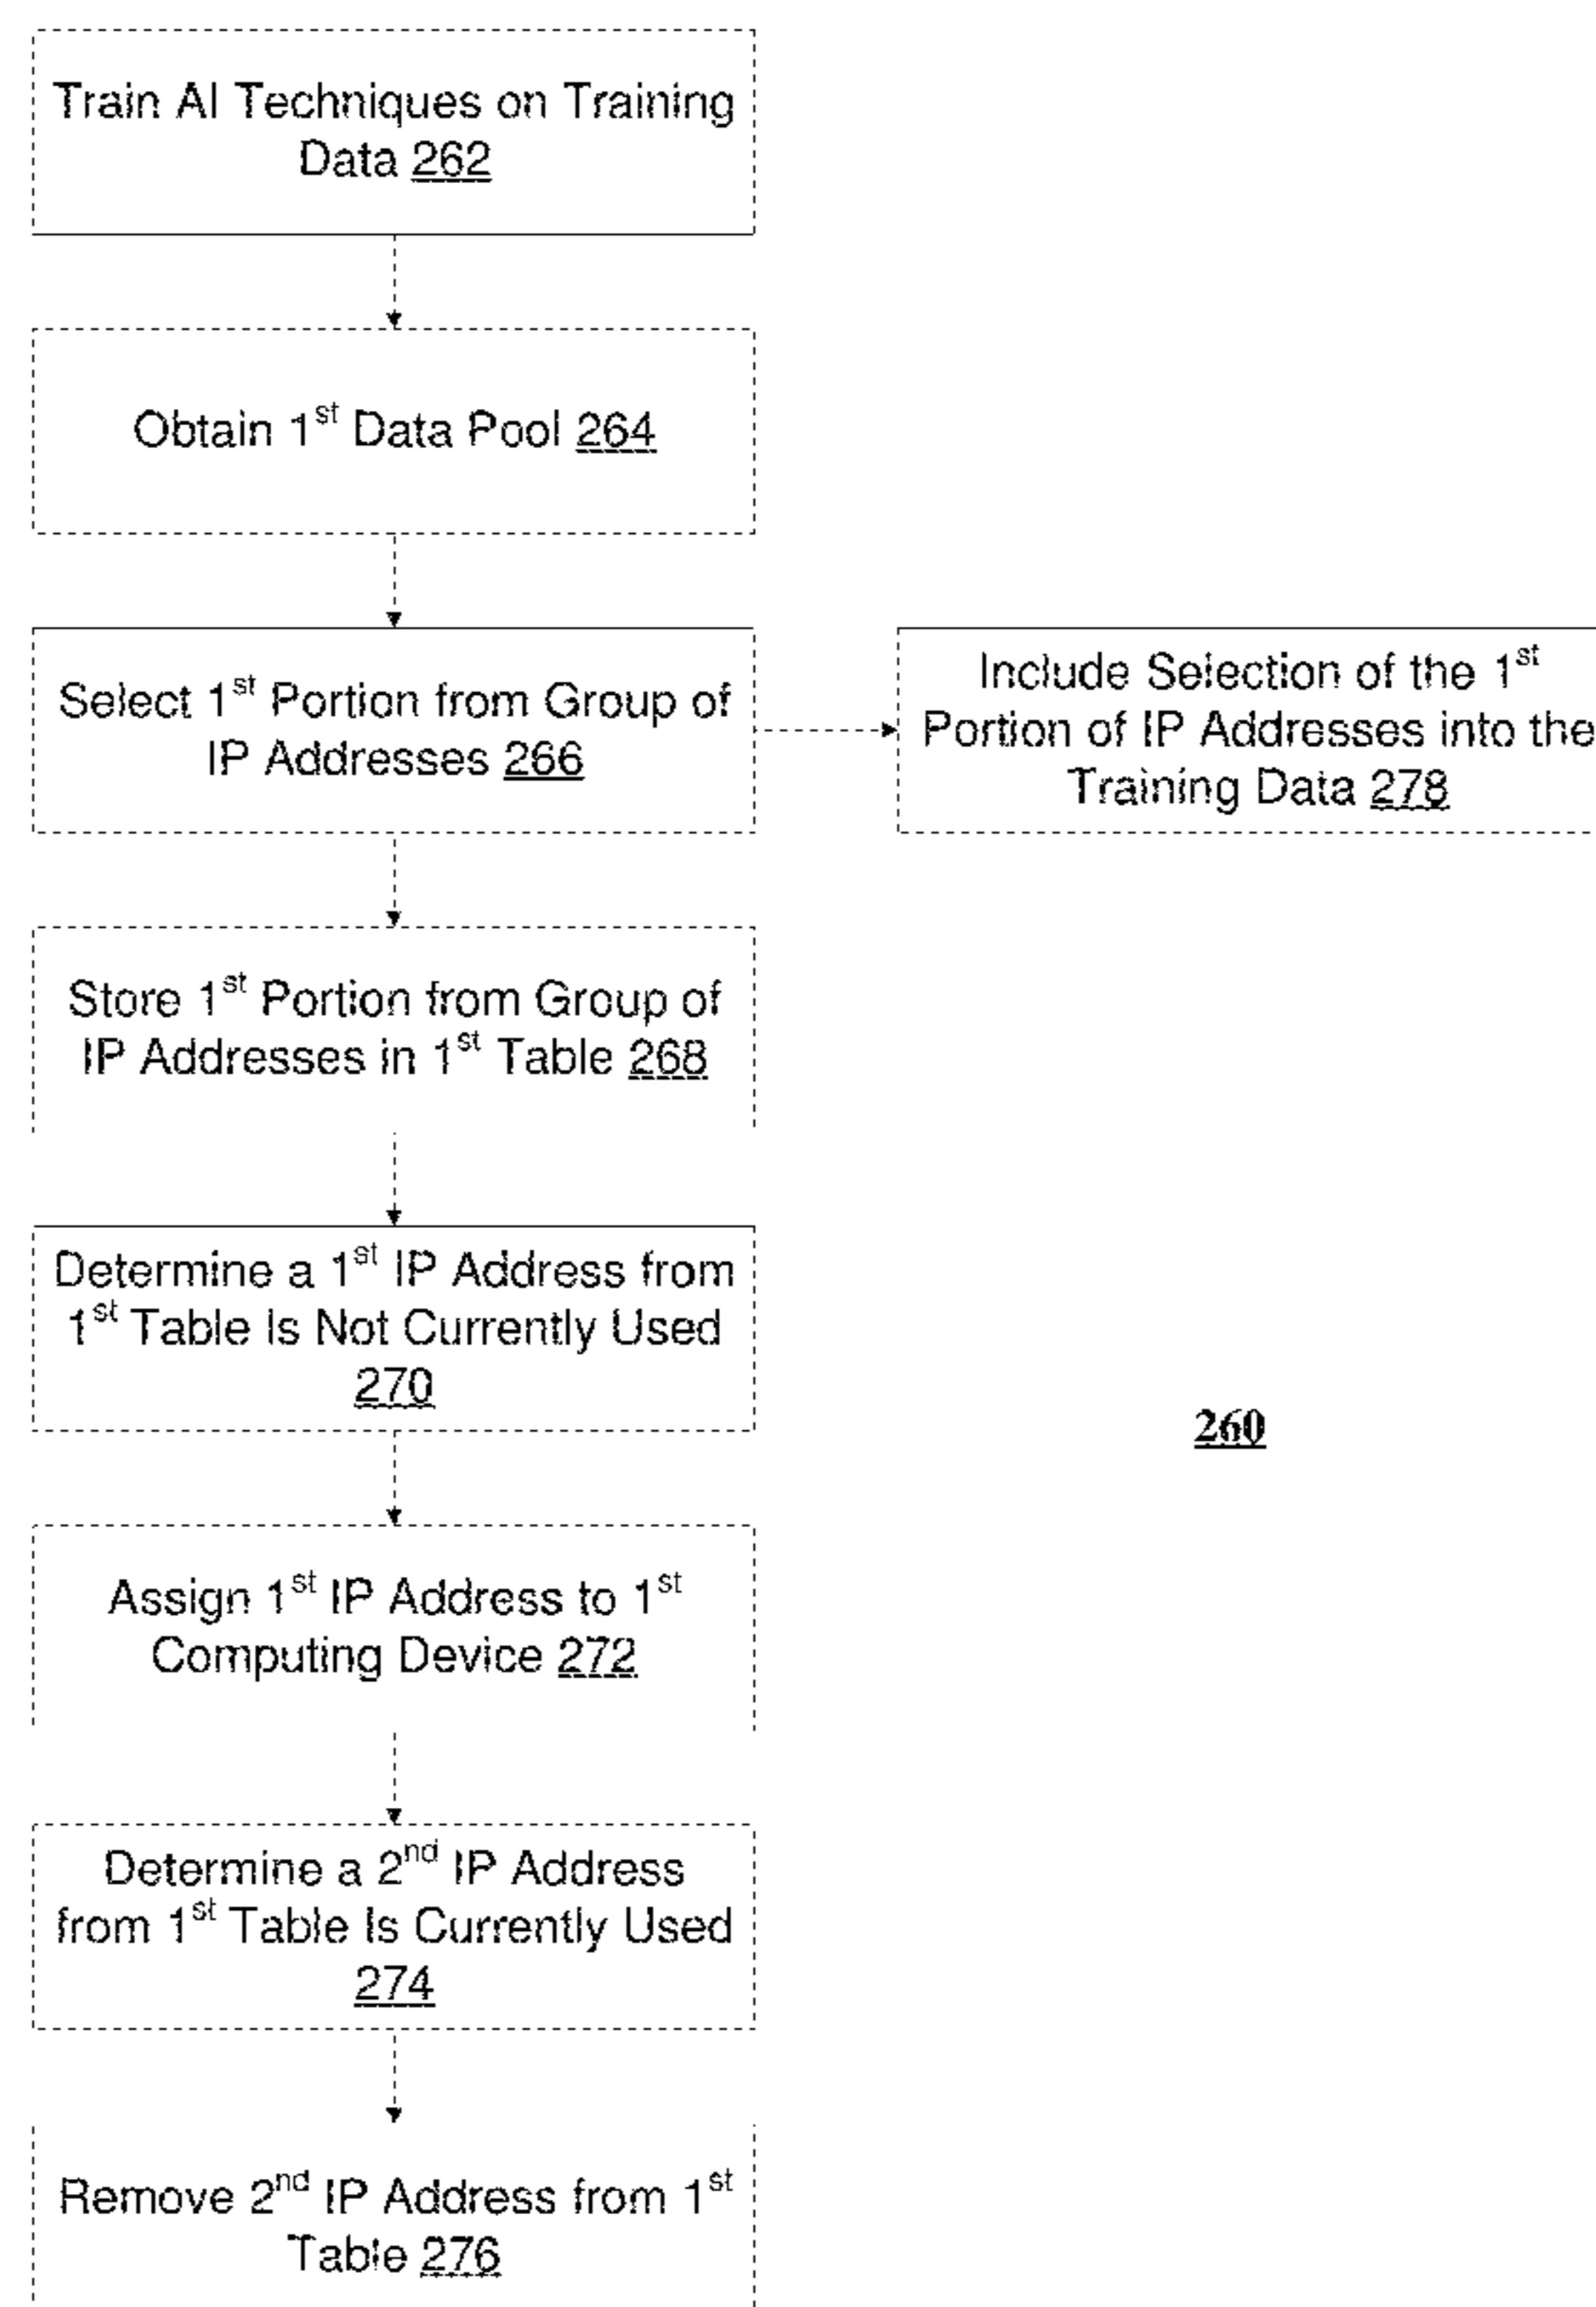 Train AI Techniques on Training
Data 262
Obtain 1st Data Pool 264
Select 1st Portion from Group of
IP Addresses 266
Include Selection of the 1st
Portion of IP Addresses into the
Training Data 278
Store 1st Portion from Group of
IP Addresses in 1st Table 268
Determine a 1st IP Address from
1st Table Is Not Currently Used
270
260
Assign 1st IP Address to 1st
Computing Device 272
Determine a 2nd IP Address
from 1st Table Is Currently Used
274
Remove 2nd IP Address from 1st
Table 276